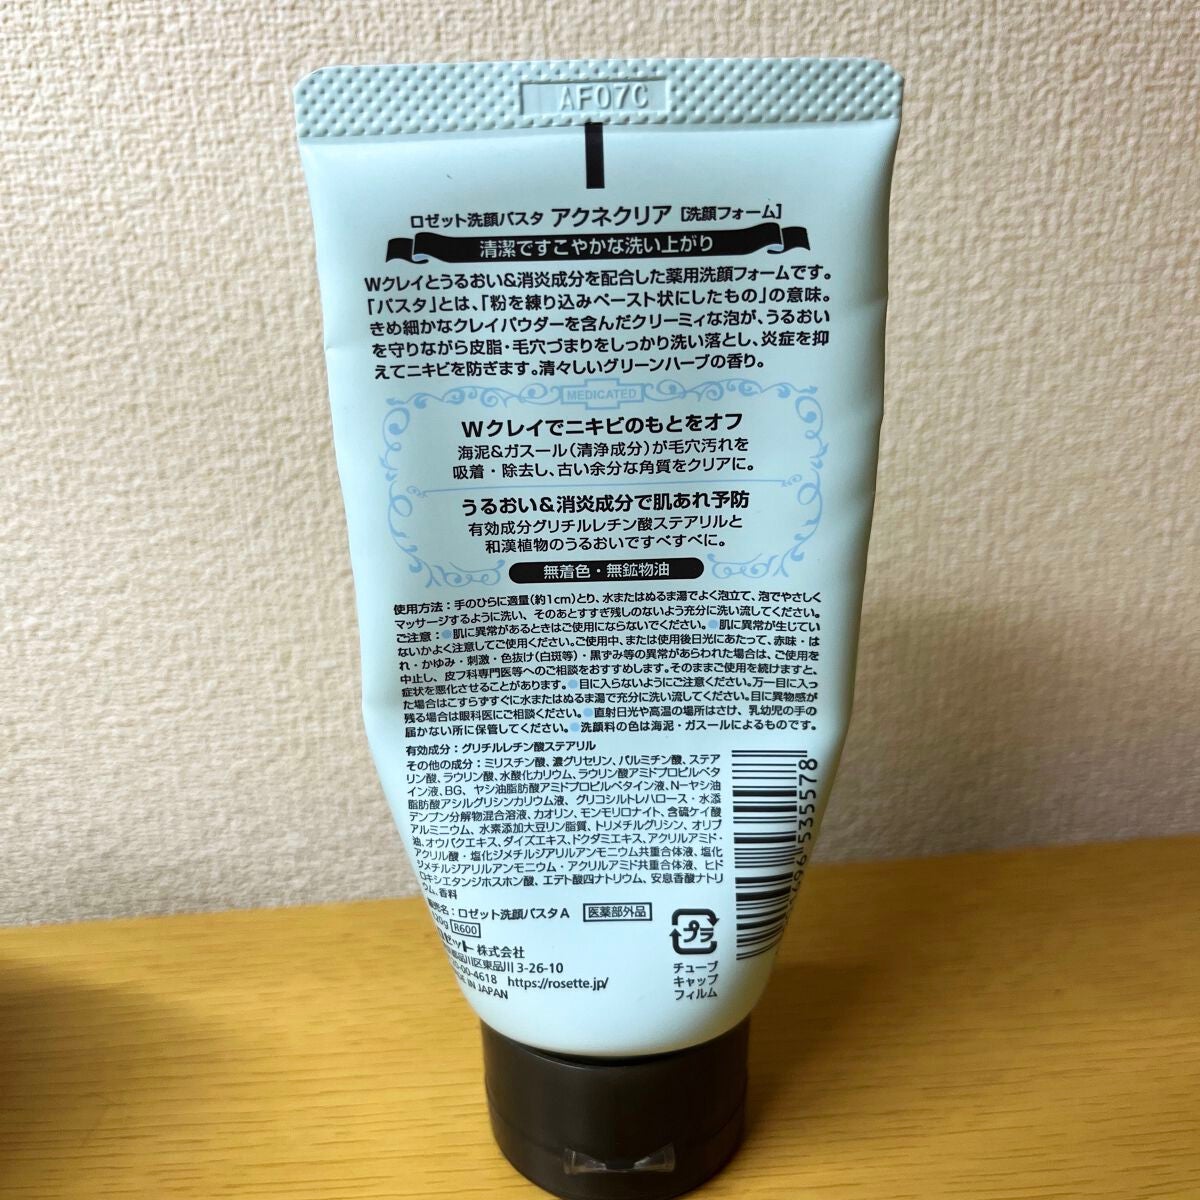 AF07C
ロゼット洗顔パスタ アクネクリア [洗顔フォーム]
清潔ですこやかな洗い上がり
Wクレイとうるおい&消炎成分を配合した薬用洗顔フォームです。
「パスタ」とは、「粉を練り込みペースト状にしたもの」の意味。
きめ細かなクレイパウダーを含んだクリーミィな泡が、うるおい
を守りながら皮脂・毛穴づまりをしっかり洗い落とし、炎症を抑
えてニキビを防ぎます。清々しいグリーンハーブの香り。
MEDICATED
Wクレイでニキビのもとをオフ
海泥&ガスール(清浄成分)が毛穴汚れを
吸着・除去し、古い余分な角質をクリアに。
うるおい&消炎成分で肌あれ予防
有効成分グリチルレチン酸ステアリルと
和漢植物のうるおいですべすべに。
無着色・無鉱物油
使用方法:手のひらに適量(約1cm)とり、水またはぬるま湯でよく泡立て、泡でやさしく
マッサージするように洗い、そのあとすすぎ残しのないよう充分に洗い流してください。
ご注意:●肌に異常があるときはご使用にならないでください。●肌に異常が生じてい
ないかよく注意してご使用ください。ご使用中、または使用後日光にあたって、赤味・は
れ・かゆみ・刺激・色抜け(白斑等)・黒ずみ等の異常があらわれた場合は、ご使用を
中止し、皮フ科専門医等へのご相談をおすすめします。そのままご使用を続けますと、
症状を悪化させることがあります。●目に入らないようにご注意ください。万一目に入っ
た場合はこすらずすぐに水またはぬるま湯で充分に洗い流してください。目に異物感が
残る場合は眼科医にご相談ください。●直射日光や高温の場所はさけ、乳幼児の手の
届かない所に保管してください。●洗顔料の色は海泥・ガスールによるものです。
有効成分:グリチルレチン酸ステアリル
その他の成分:ミリスチン酸、濃グリセリン、パルミチン酸、ステア
リン酸、ラウリン酸、水酸化カリウム、ラウリン酸アミドプロピルベタ
イン液、BG、ヤシ油脂肪酸アミドプロピルベタイン液、N-ヤシ油
脂肪酸アシルグリシンカリウム液、グリコシルトレハロース・水添
デンプン分解物混合溶液、カオリン、モンモリロナイト、含硫ケイ酸
アルミニウム、水素添加大豆リン脂質、トリメチルグリシン、オリブ
油、オウバクエキス、ダイズエキス、ドクダミエキス、アクリルアミド・
アクリル酸・塩化ジメチルジアリルアンモニウム共重合体液、塩化
ジメチルジアリルアンモニウム・アクリルアミド共重合体液、ヒド
ロキシエタンジホスホン酸、エデト酸四ナトリウム、安息香酸ナトリ
ウム、香料
販売名:ロゼット洗顔パスタA 医薬部外品
120g R600
ロゼット株式会社
品川区東品川3-26-10
00-4618 https://rosette.jp/
MADE IN JAPAN
プラ
チューブ
キャップ
フィルム
535578